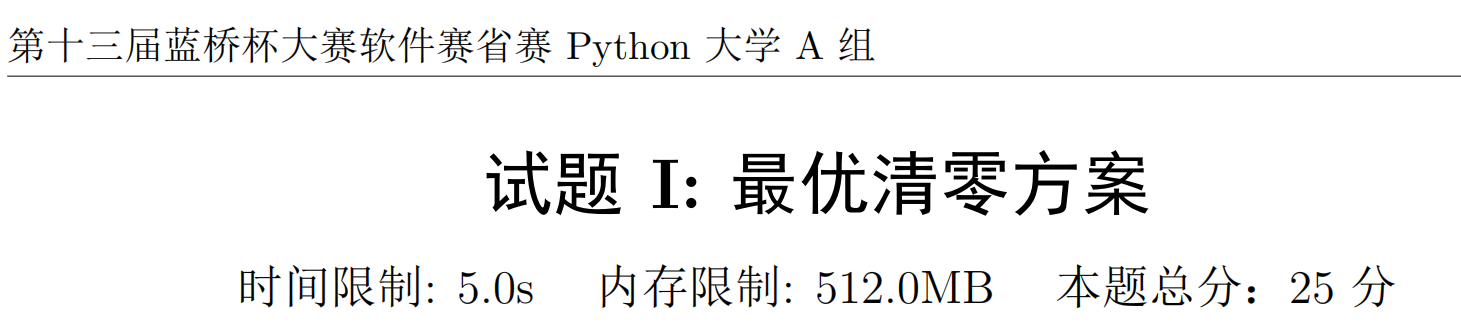 第十三届蓝桥杯大赛软件赛省赛 Python 大学 A 组
试题 I: 最优清零方案
时间限制: 5.0s 内存限制: 512.0MB 本题总分：25 分